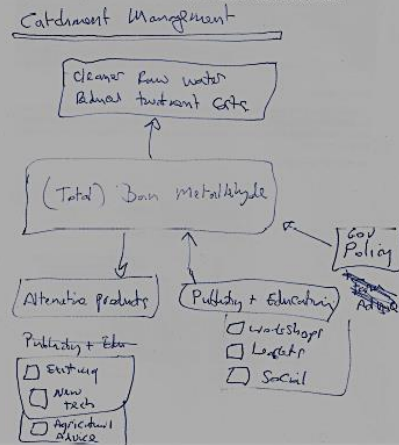 Catchment Management
Cleaner Raw water
Reduced treatment costs
(Total) Ban Metaldehyde
Gov
Policy
Alternative products
Publicity + Education
Publicity + Edu
Workshops
Leaflets
Social
Existing
New
tech
Agricultural
Advice